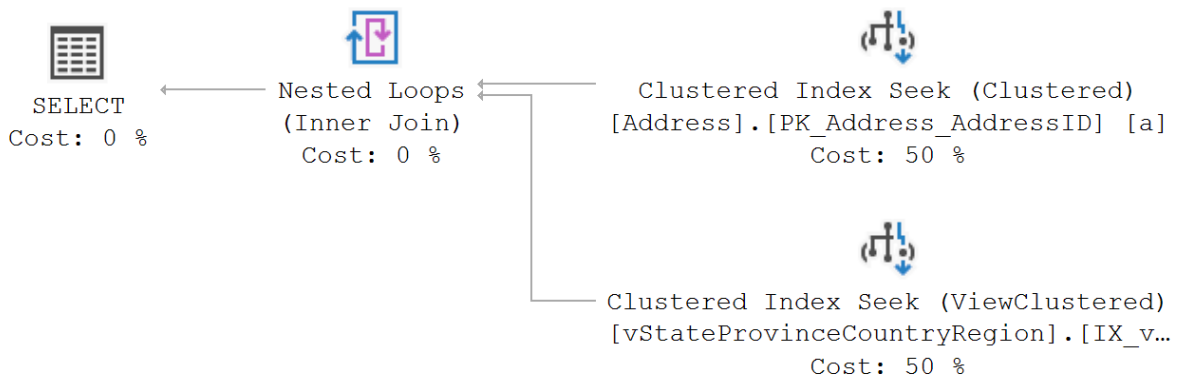 SELECT
Cost: 0 %
Nested Loops
(Inner Join)
Cost: 0 %
Clustered Index Seek (Clustered)
[Address].[PK_Address_AddressID] [a]
Cost: 50 %
Clustered Index Seek (ViewClustered)
[vStateProvinceCountryRegion].[IX_v…
Cost: 50 %